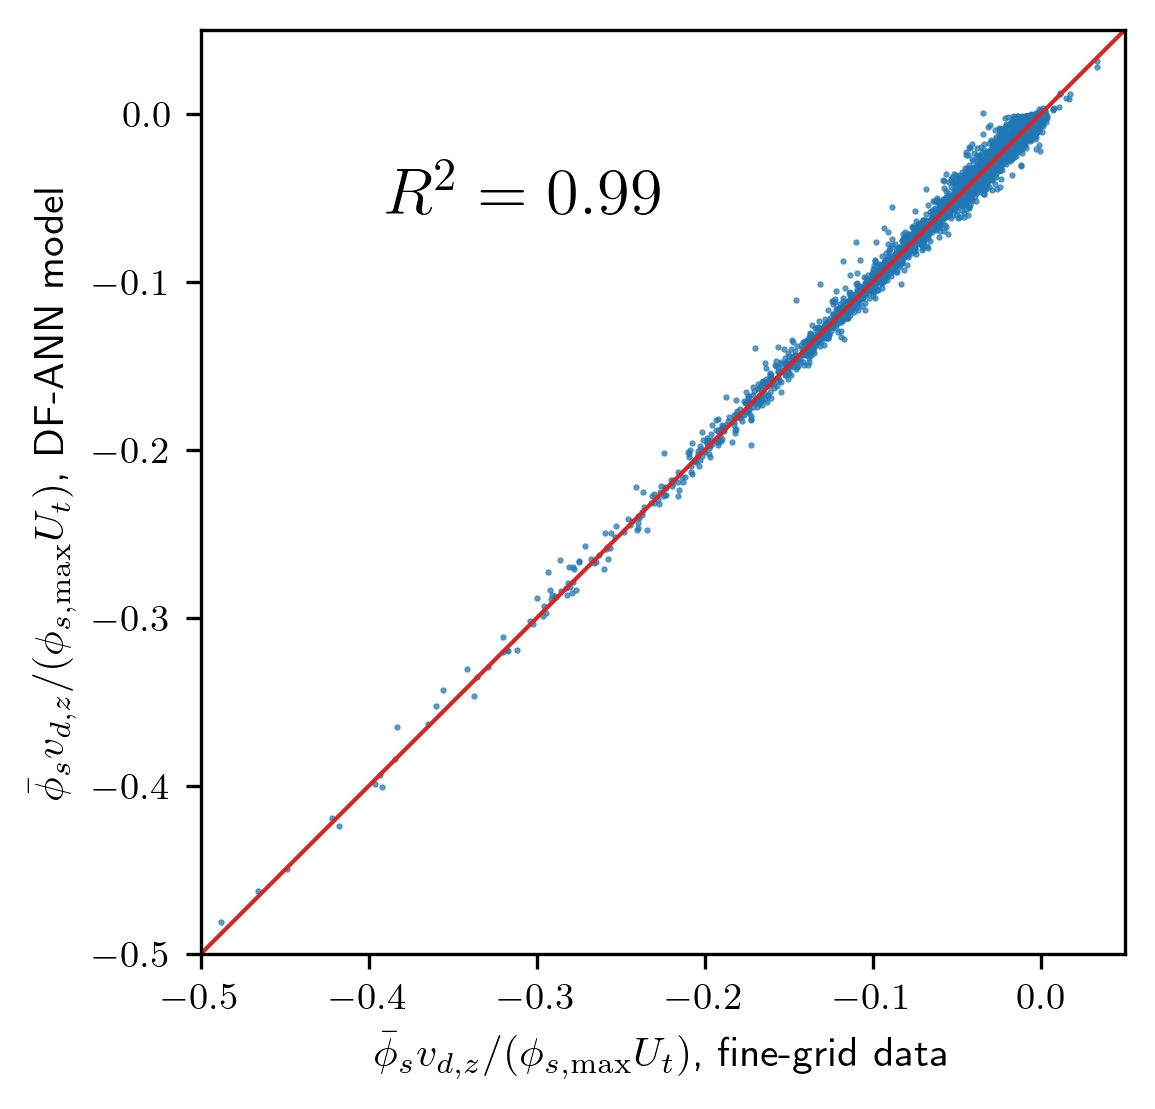 0.0
R² = 0.99
−0.1
−0.2
−0.3
−0.4
−0.5
ϕ̄ₛv_{d,z}/(ϕ_{s,max}Uₜ), DF-ANN model
−0.5 −0.4 −0.3 −0.2 −0.1 0.0
ϕ̄ₛv_{d,z}/(ϕ_{s,max}Uₜ), fine-grid data